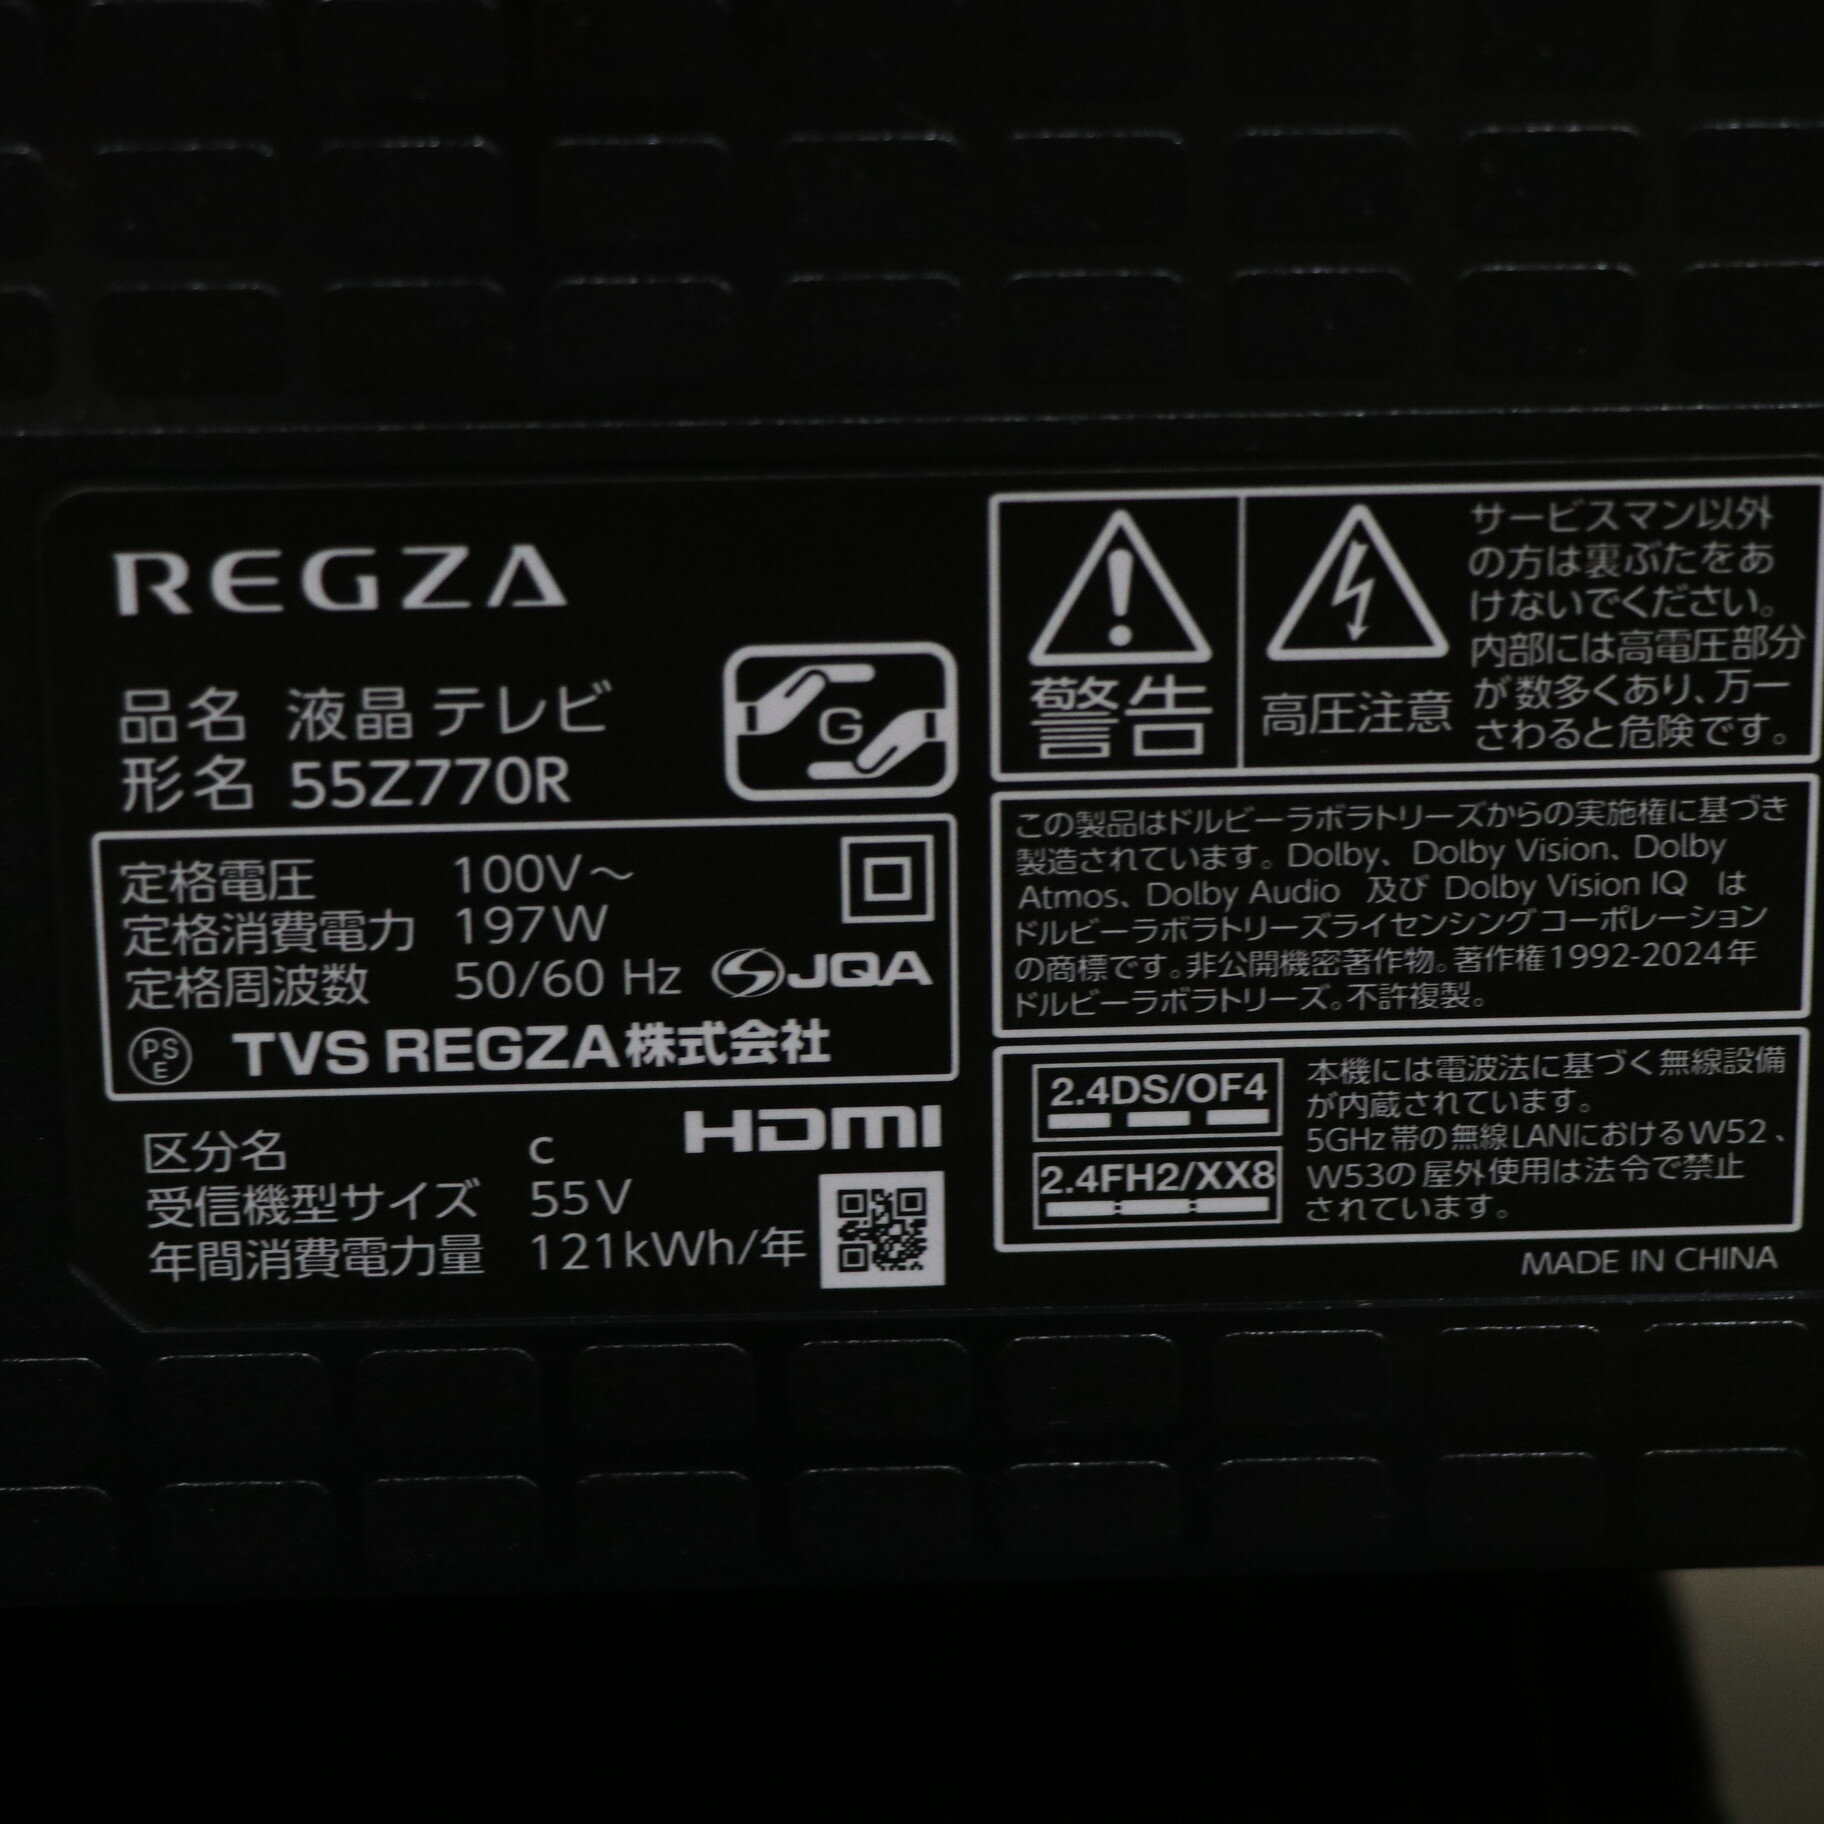 REGZA
品名 液晶テレビ
形名 55Z770R
G
定格電圧 100V～
定格消費電力 197W
定格周波数 50/60 Hz
JQA
PS
E
TVS REGZA株式会社
HDMI
区分名 c
受信機型サイズ 55V
年間消費電力量 121kWh/年
警告
高圧注意
サービスマン以外
の方は裏ぶたをあ
けないでください。
内部には高電圧部分
が数多くあり、万一
さわると危険です。
この製品はドルビーラボラトリーズからの実施権に基づき
製造されています。Dolby、Dolby Vision、Dolby
Atmos、Dolby Audio 及び Dolby Vision IQ は
ドルビーラボラトリーズライセンシングコーポレーション
の商標です。非公開機密著作物。著作権1992-2024年
ドルビーラボラトリーズ。不許複製。
2.4DS/OF4
2.4FH2/XX8
本機には電波法に基づく無線設備
が内蔵されています。
5GHz帯の無線LANにおけるW52、
W53の屋外使用は法令で禁止
されています。
MADE IN CHINA